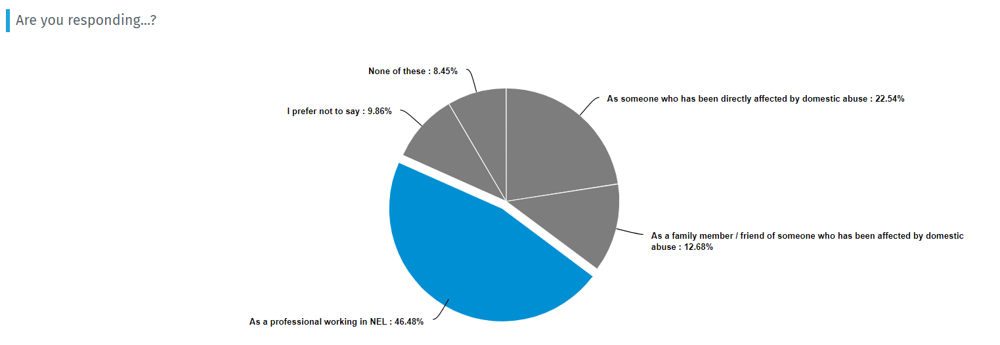 Are you responding...?
None of these : 8.45%
As someone who has been directly affected by domestic abuse : 22.54%
I prefer not to say : 9.86%
As a family member / friend of someone who has been affected by domestic
abuse : 12.68%
As a professional working in NEL : 46.48%